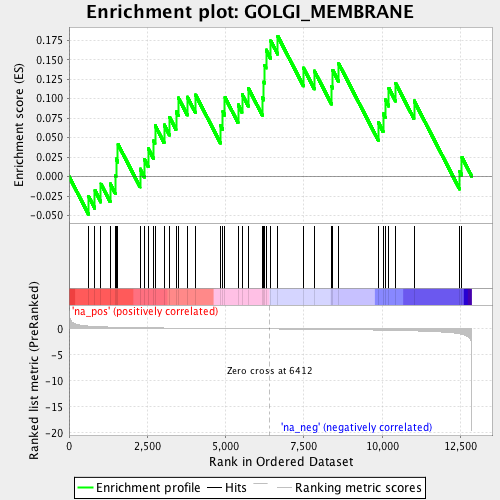 Enrichment plot: GOLGI_MEMBRANE
Enrichment score (ES)
0.175
0.150
0.125
0.100
0.075
0.050
0.025
0.000
-0.025
-0.050
'na_pos' (positively correlated)
Ranked list metric (PreRanked)
0
-5
-10
-15
-20
Zero cross at 6412
'na_neg' (negatively correlated)
0
2,500
5,000
7,500
10,000
12,500
Rank in Ordered Dataset
Enrichment profile
Hits
Ranking metric scores